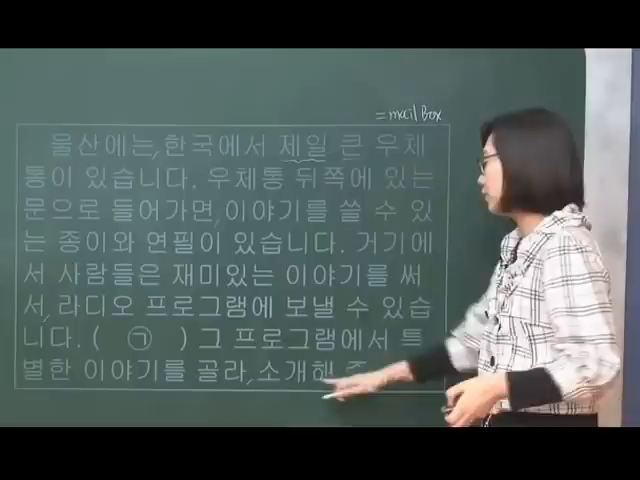 = mail Box
울산에는, 한국에서 제일 큰 우체
통이 있습니다. 우체통 뒤쪽에 있는
문으로 들어가면, 이야기를 쓸 수 있
는 종이와 연필이 있습니다. 거기에
서 사람들은 재미있는 이야기를 써
서, 라디오 프로그램에 보낼 수 있습
니다. ( ㉠ ) 그 프로그램에서 특
별한 이야기를 골라, 소개해